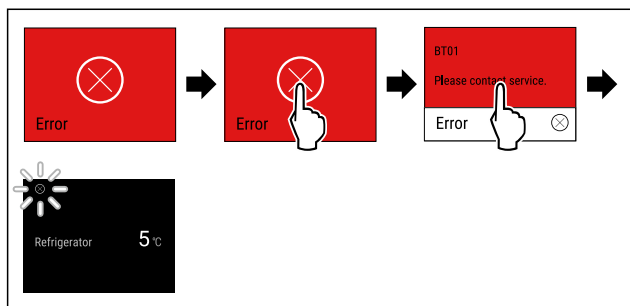 Error
Error
BT01
Please contact service.
Error
Refrigerator 5 °C